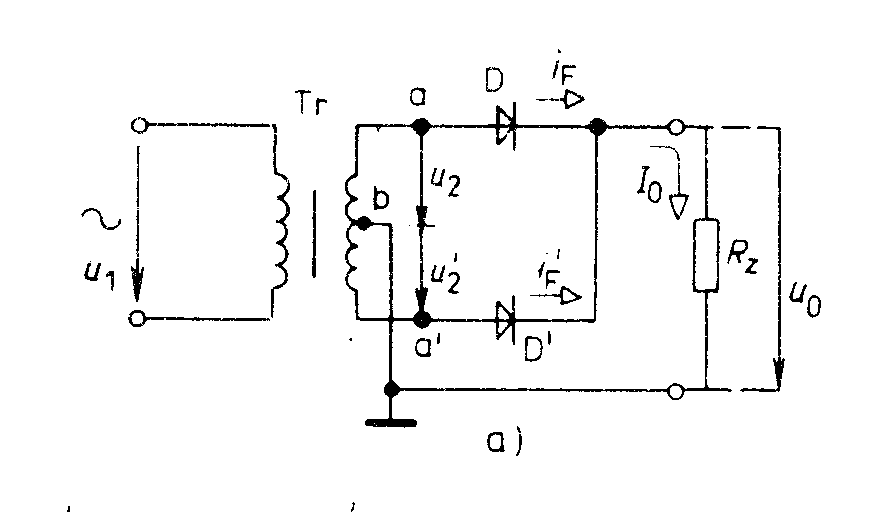 Tr
a
D
i_F
b
u_2
I_0
∼
u_1
u_2'
i_F'
R_z
u_0
a'
D'
a)